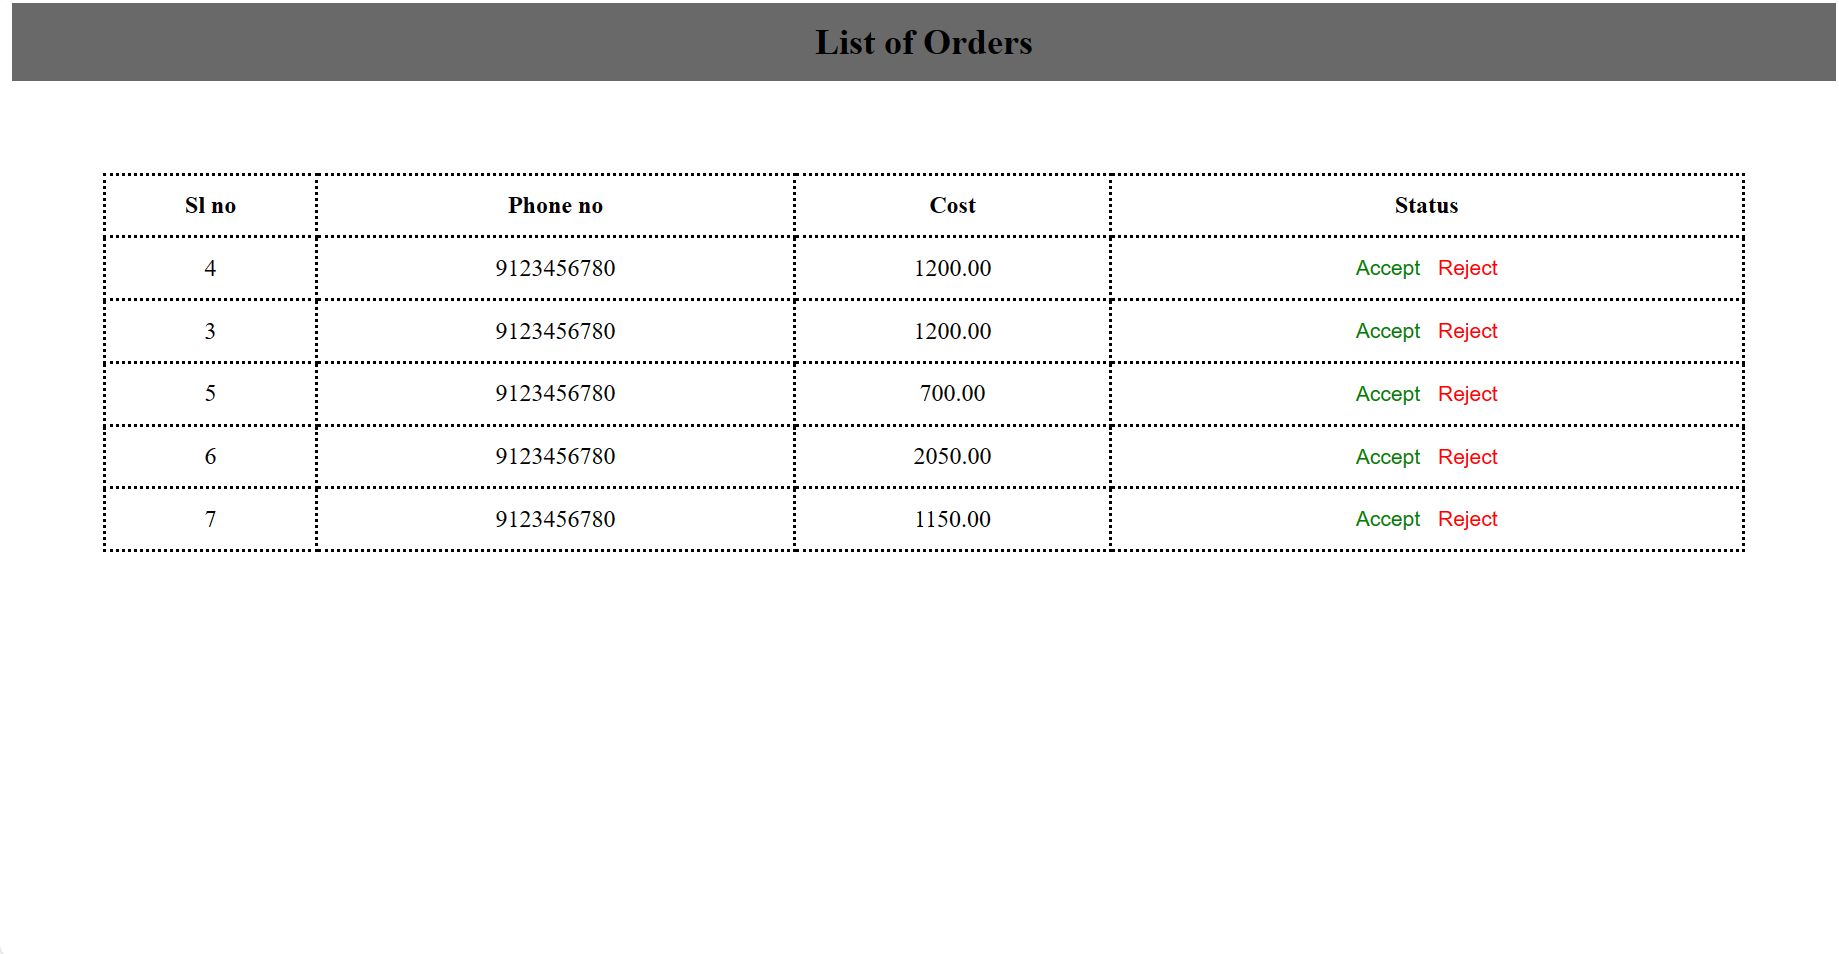 List of Orders
Sl no Phone no Cost Status
4 9123456780 1200.00 Accept Reject
3 9123456780 1200.00 Accept Reject
5 9123456780 700.00 Accept Reject
6 9123456780 2050.00 Accept Reject
7 9123456780 1150.00 Accept Reject